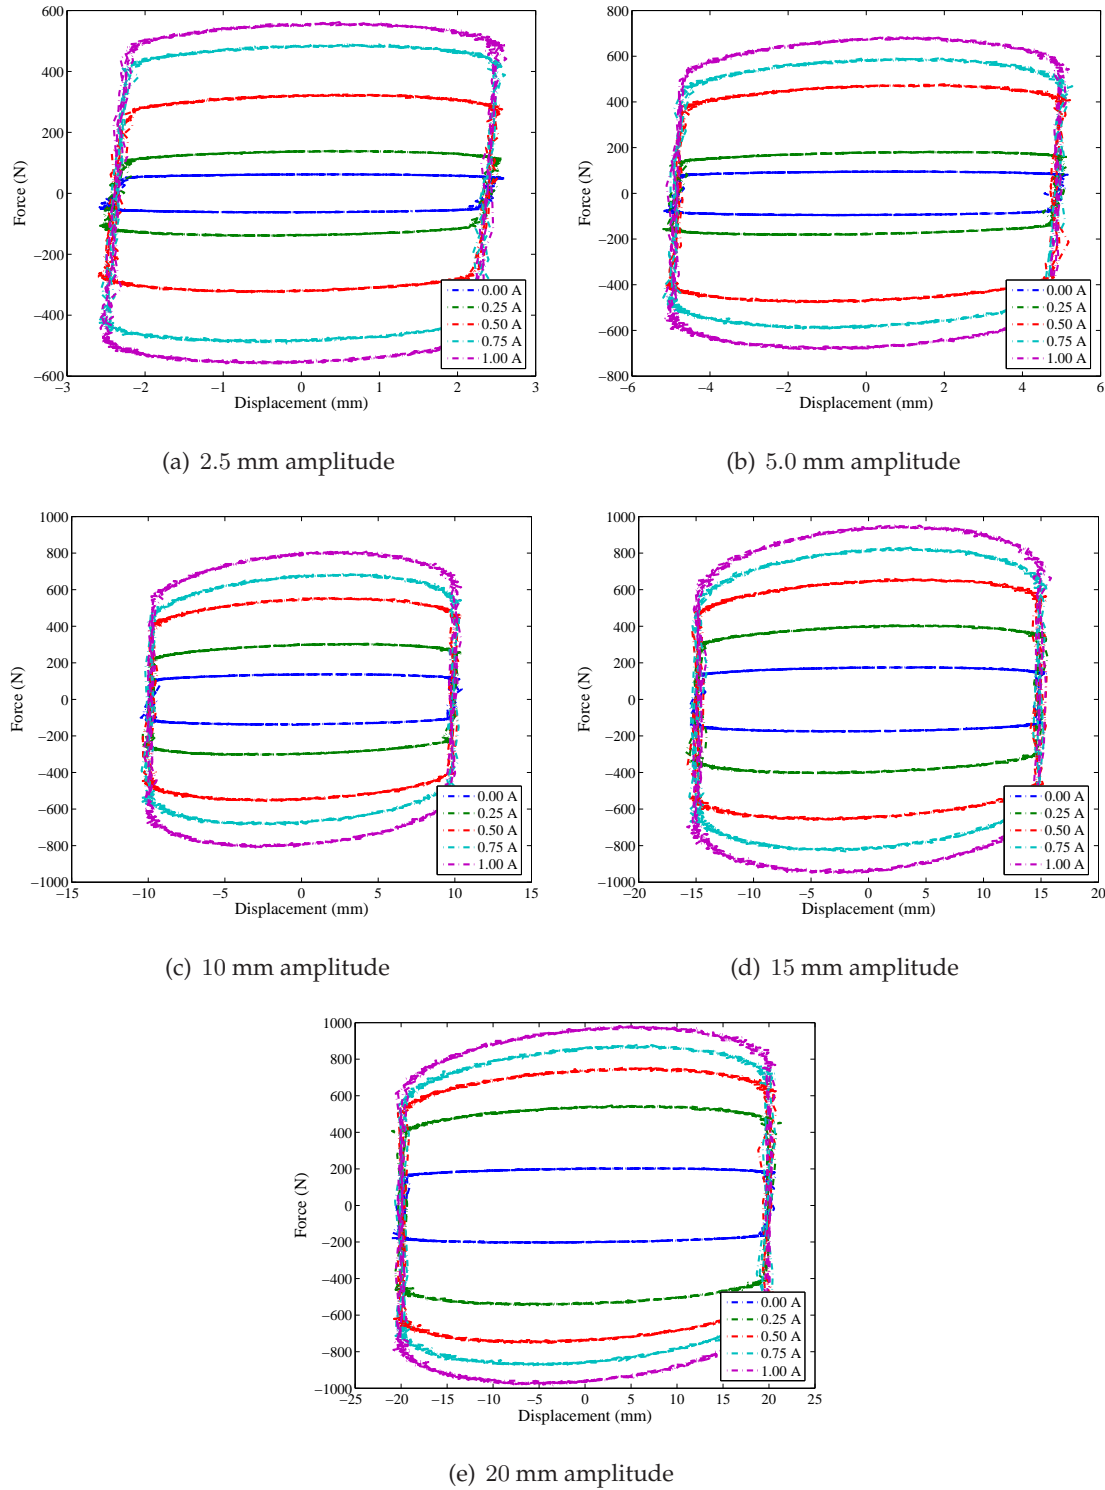 600
400
200
0
−200
−400
−600
Force (N)
0.00 A
0.25 A
0.50 A
0.75 A
1.00 A
−3 −2 −1 0 1 2 3
Displacement (mm)
(a) 2.5 mm amplitude
800
600
400
200
0
−200
−400
−600
−800
Force (N)
0.00 A
0.25 A
0.50 A
0.75 A
1.00 A
−6 −4 −2 0 2 4 6
Displacement (mm)
(b) 5.0 mm amplitude
1000
800
600
400
200
0
−200
−400
−600
−800
−1000
Force (N)
0.00 A
0.25 A
0.50 A
0.75 A
1.00 A
−15 −10 −5 0 5 10 15
Displacement (mm)
(c) 10 mm amplitude
1000
800
600
400
200
0
−200
−400
−600
−800
−1000
Force (N)
0.00 A
0.25 A
0.50 A
0.75 A
1.00 A
−20 −15 −10 −5 0 5 10 15 20
Displacement (mm)
(d) 15 mm amplitude
1000
800
600
400
200
0
−200
−400
−600
−800
−1000
Force (N)
0.00 A
0.25 A
0.50 A
0.75 A
1.00 A
−25 −20 −15 −10 −5 0 5 10 15 20 25
Displacement (mm)
(e) 20 mm amplitude